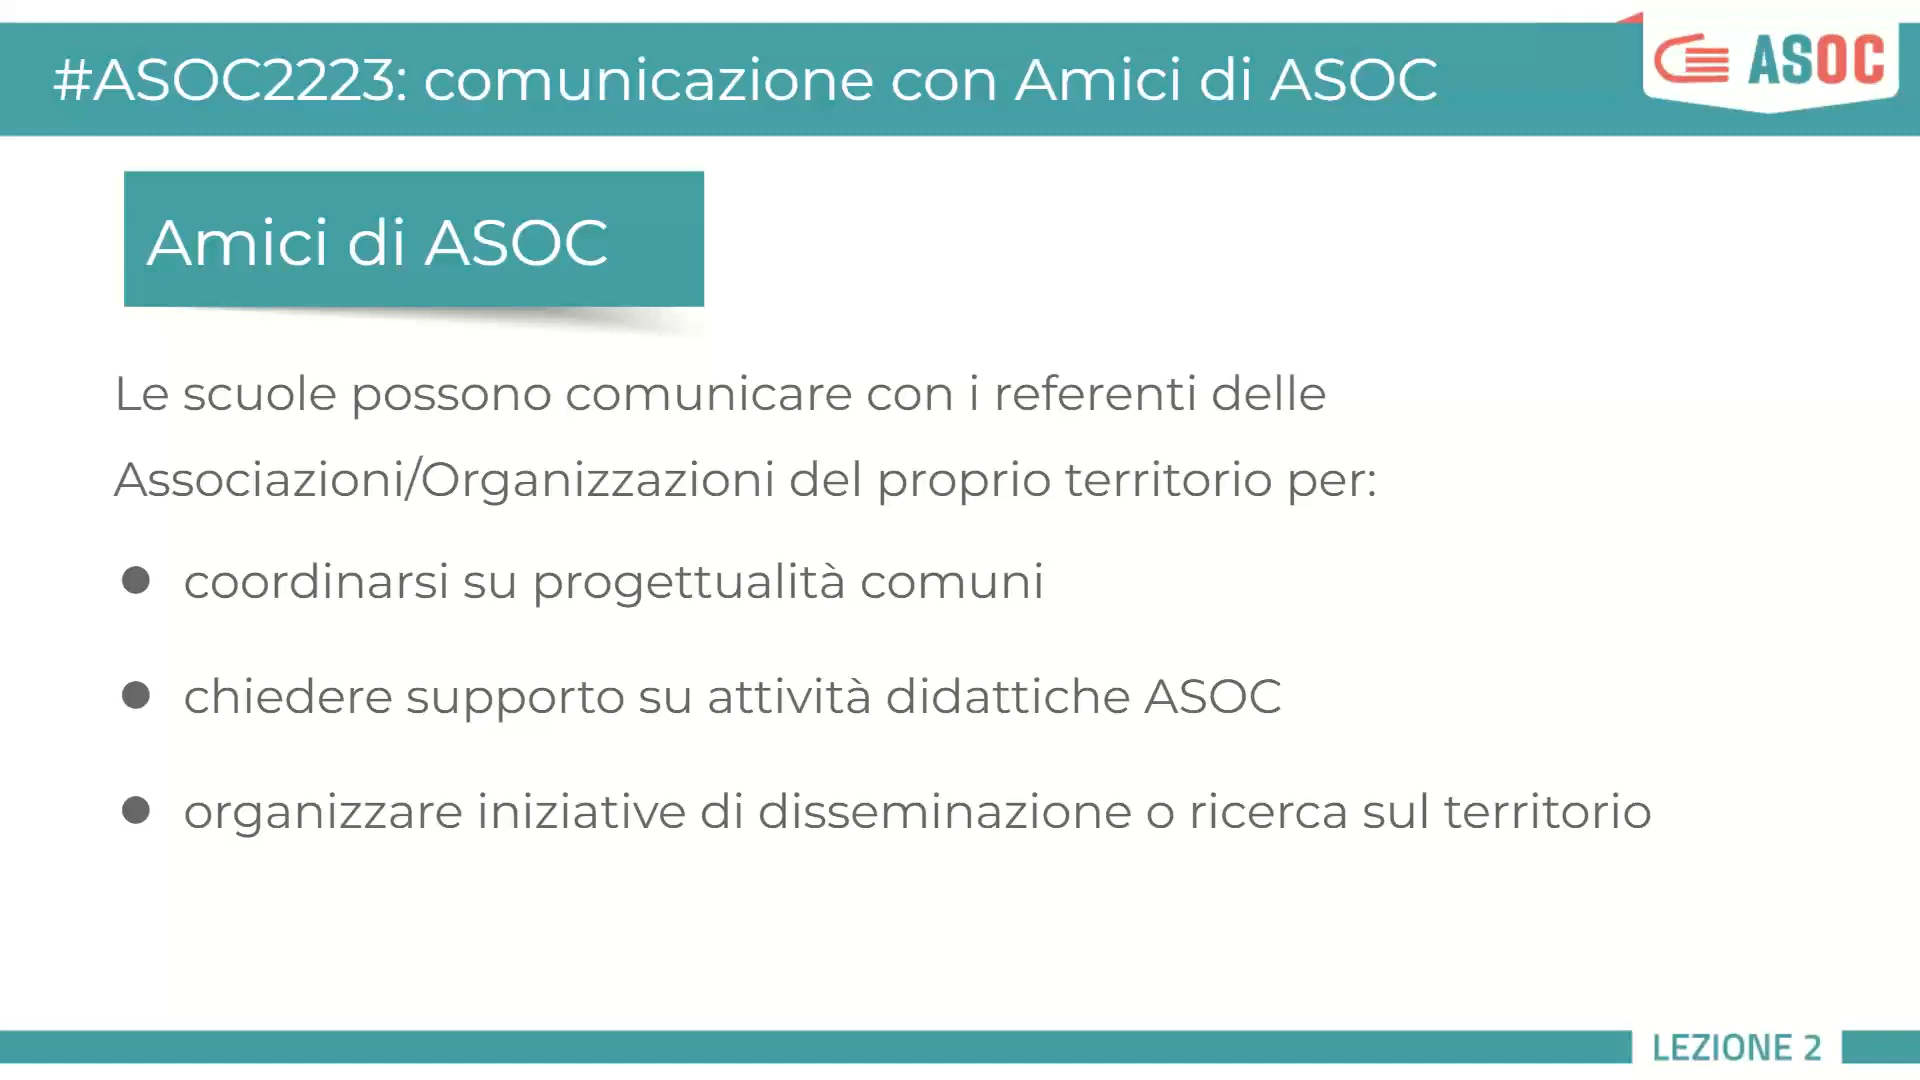 #ASOC2223: comunicazione con Amici di ASOC
ASOC
Amici di ASOC
Le scuole possono comunicare con i referenti delle
Associazioni/Organizzazioni del proprio territorio per:
● coordinarsi su progettualità comuni
● chiedere supporto su attività didattiche ASOC
● organizzare iniziative di disseminazione o ricerca sul territorio
LEZIONE 2